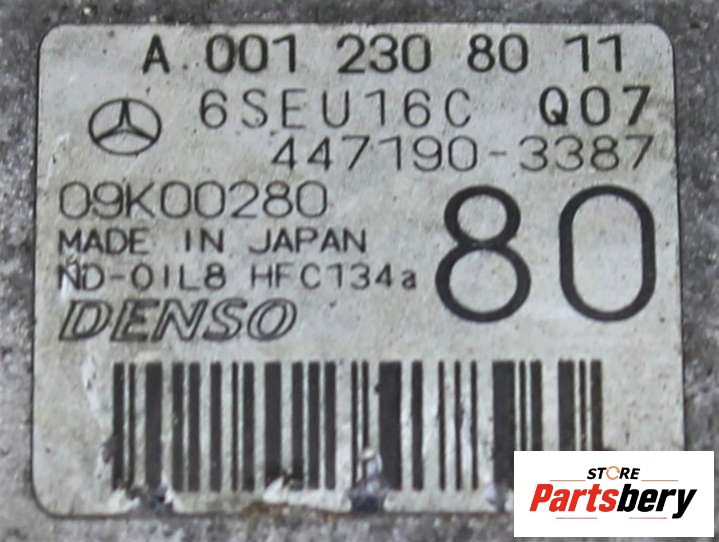 A 001 230 80 11
6SEU16C Q07
447190-3387
09K00280
MADE IN JAPAN
ND-OIL8 HFC134a
80
DENSO
STORE
Partsbery